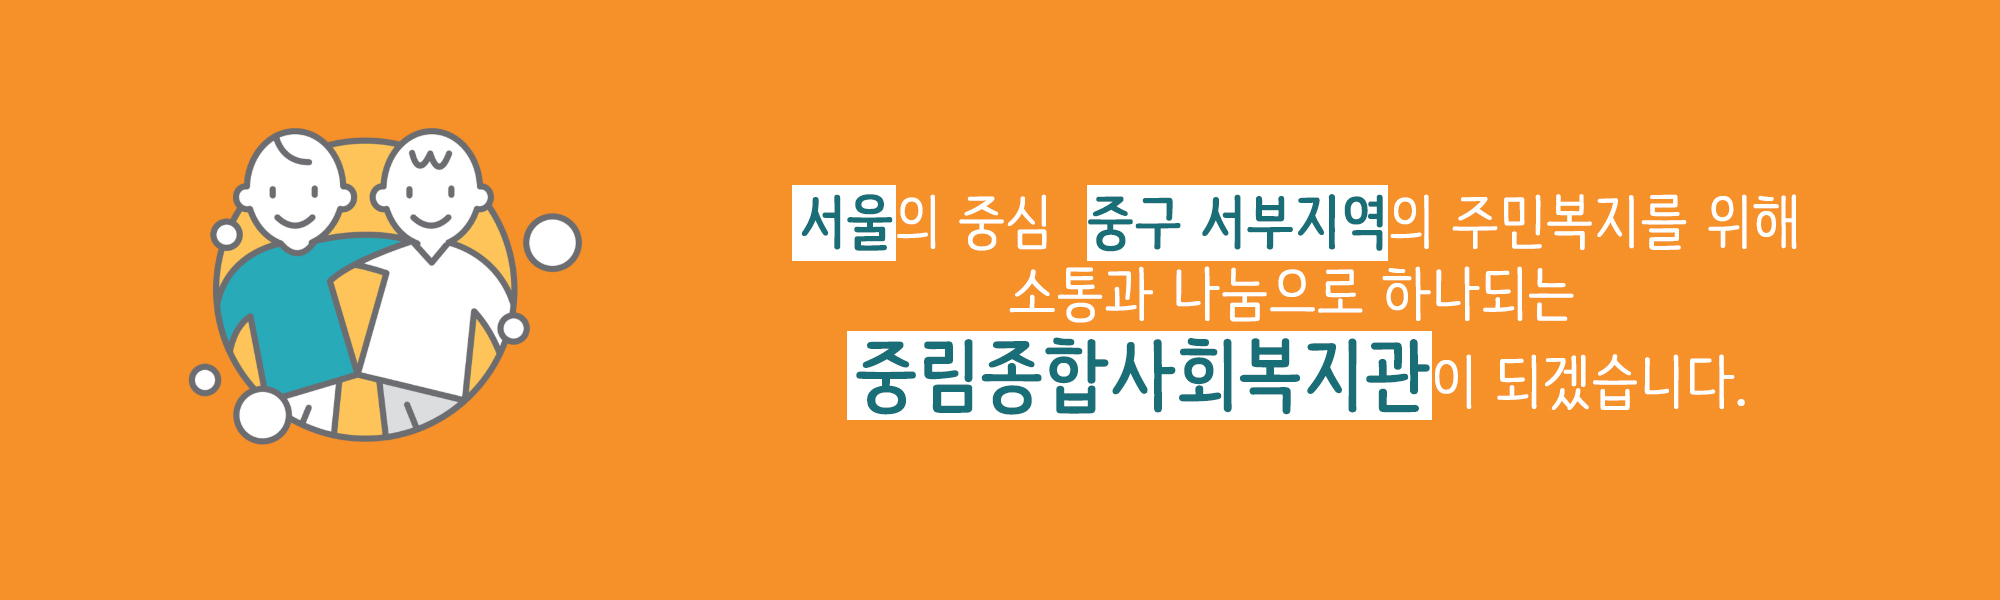 서울의 중심 중구 서부지역의 주민복지를 위해
소통과 나눔으로 하나되는
중림종합사회복지관이 되겠습니다.